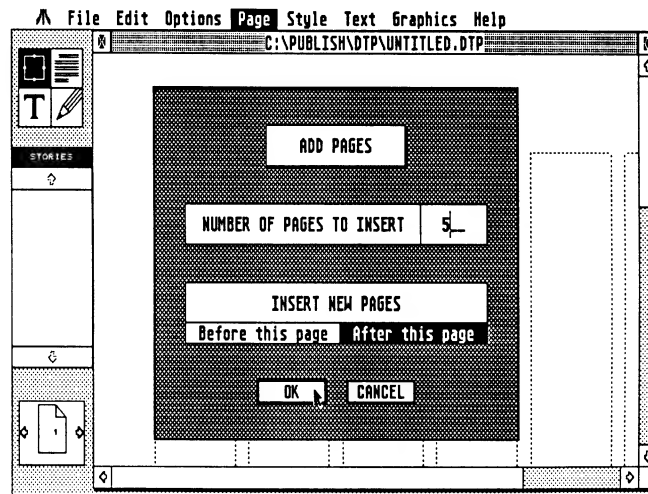 File Edit Options Page Style Text Graphics Help
C:\PUBLISH\DTP\UNTITLED.DTP
T
STORIES
ADD PAGES
NUMBER OF PAGES TO INSERT 5__
INSERT NEW PAGES
Before this page After this page
OK CANCEL
1